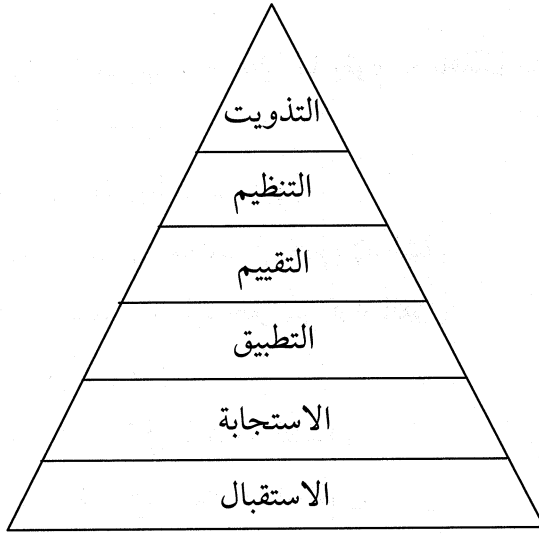 التذويت
التنظيم
التقييم
التطبيق
الاستجابة
الاستقبال